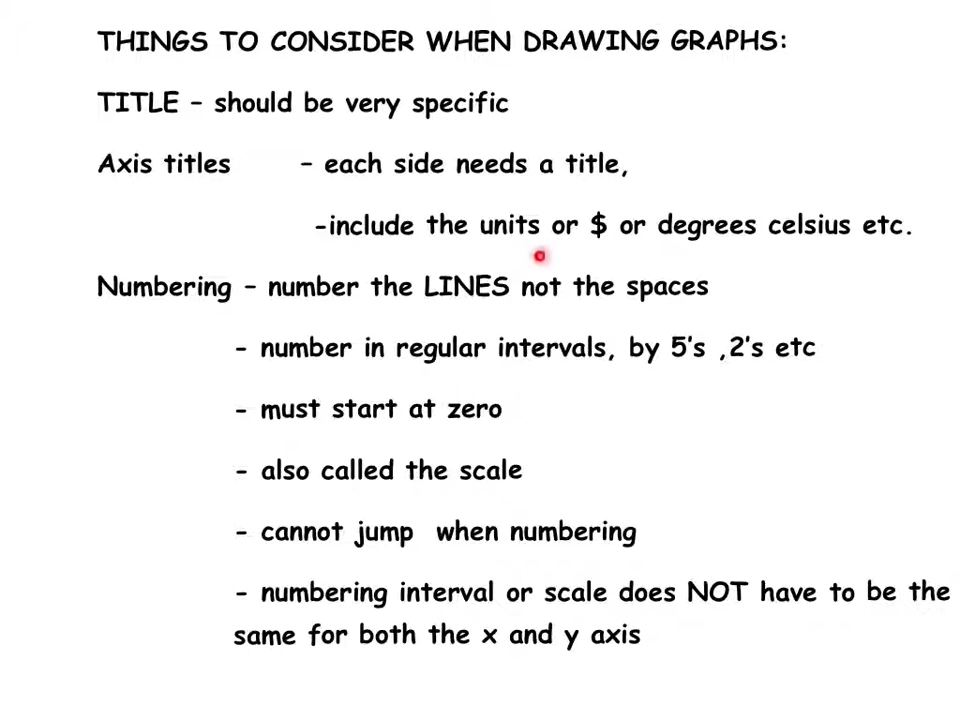 THINGS TO CONSIDER WHEN DRAWING GRAPHS:
TITLE – should be very specific
Axis titles – each side needs a title,
-include the units or $ or degrees celsius etc.
Numbering – number the LINES not the spaces
- number in regular intervals, by 5's ,2's etc
- must start at zero
- also called the scale
- cannot jump when numbering
- numbering interval or scale does NOT have to be the
same for both the x and y axis